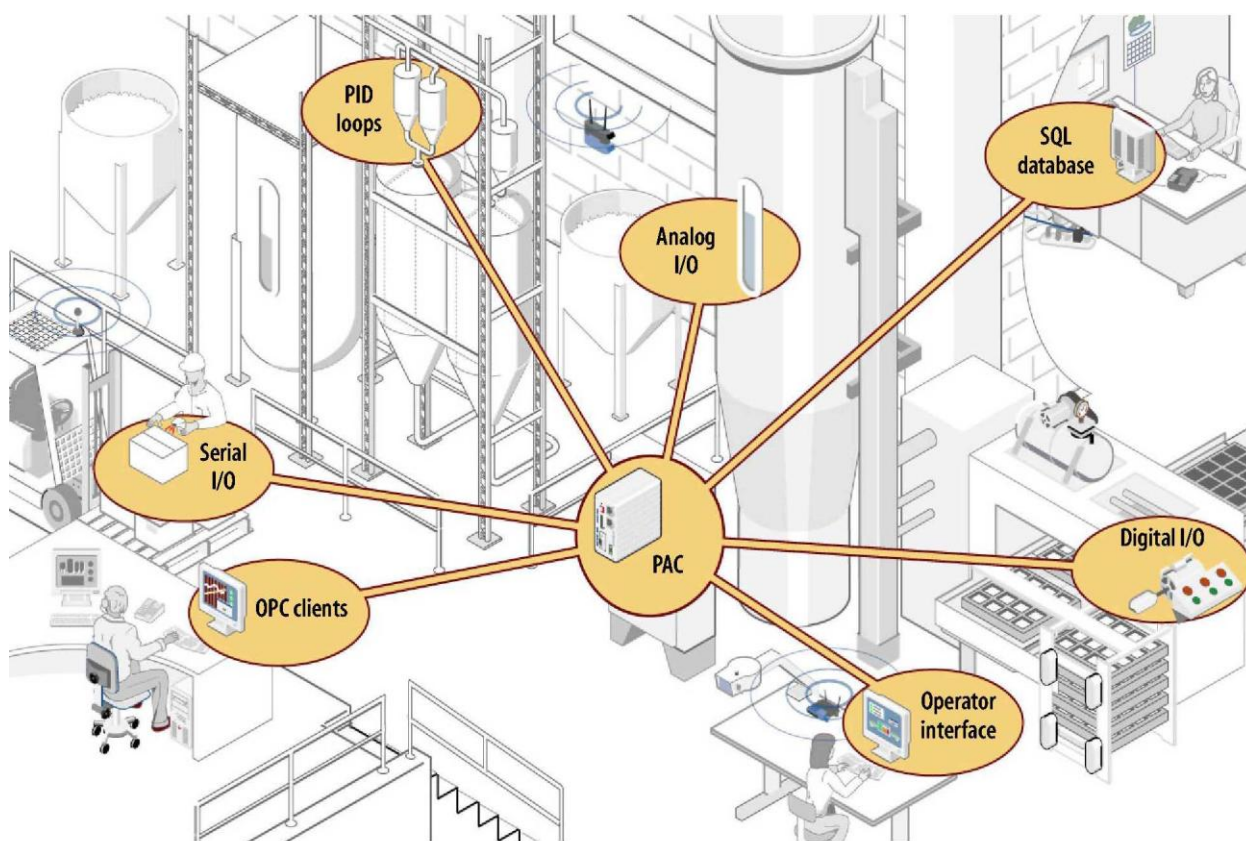 PID
loops
SQL
database
Analog
I/O
Serial
I/O
Digital I/O
PAC
OPC clients
Operator
interface